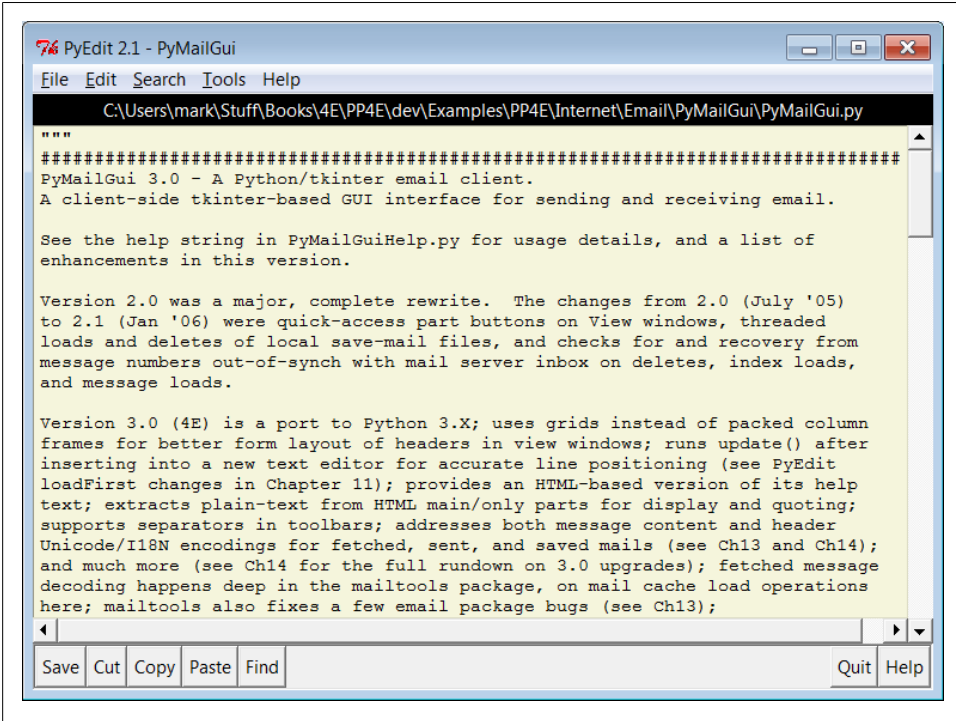 PyEdit 2.1 - PyMailGui
File Edit Search Tools Help
C:\Users\mark\Stuff\Books\4E\PP4E\dev\Examples\PP4E\Internet\Email\PyMailGui\PyMailGui.py
"""
################################################################################
PyMailGui 3.0 - A Python/tkinter email client.
A client-side tkinter-based GUI interface for sending and receiving email.
See the help string in PyMailGuiHelp.py for usage details, and a list of
enhancements in this version.
Version 2.0 was a major, complete rewrite.  The changes from 2.0 (July '05)
to 2.1 (Jan '06) were quick-access part buttons on View windows, threaded
loads and deletes of local save-mail files, and checks for and recovery from
message numbers out-of-synch with mail server inbox on deletes, index loads,
and message loads.
Version 3.0 (4E) is a port to Python 3.X; uses grids instead of packed column
frames for better form layout of headers in view windows; runs update() after
inserting into a new text editor for accurate line positioning (see PyEdit
loadFirst changes in Chapter 11); provides an HTML-based version of its help
text; extracts plain-text from HTML main/only parts for display and quoting;
supports separators in toolbars; addresses both message content and header
Unicode/I18N encodings for fetched, sent, and saved mails (see Ch13 and Ch14);
and much more (see Ch14 for the full rundown on 3.0 upgrades); fetched message
decoding happens deep in the mailtools package, on mail cache load operations
here; mailtools also fixes a few email package bugs (see Ch13);
Save Cut Copy Paste Find Quit Help